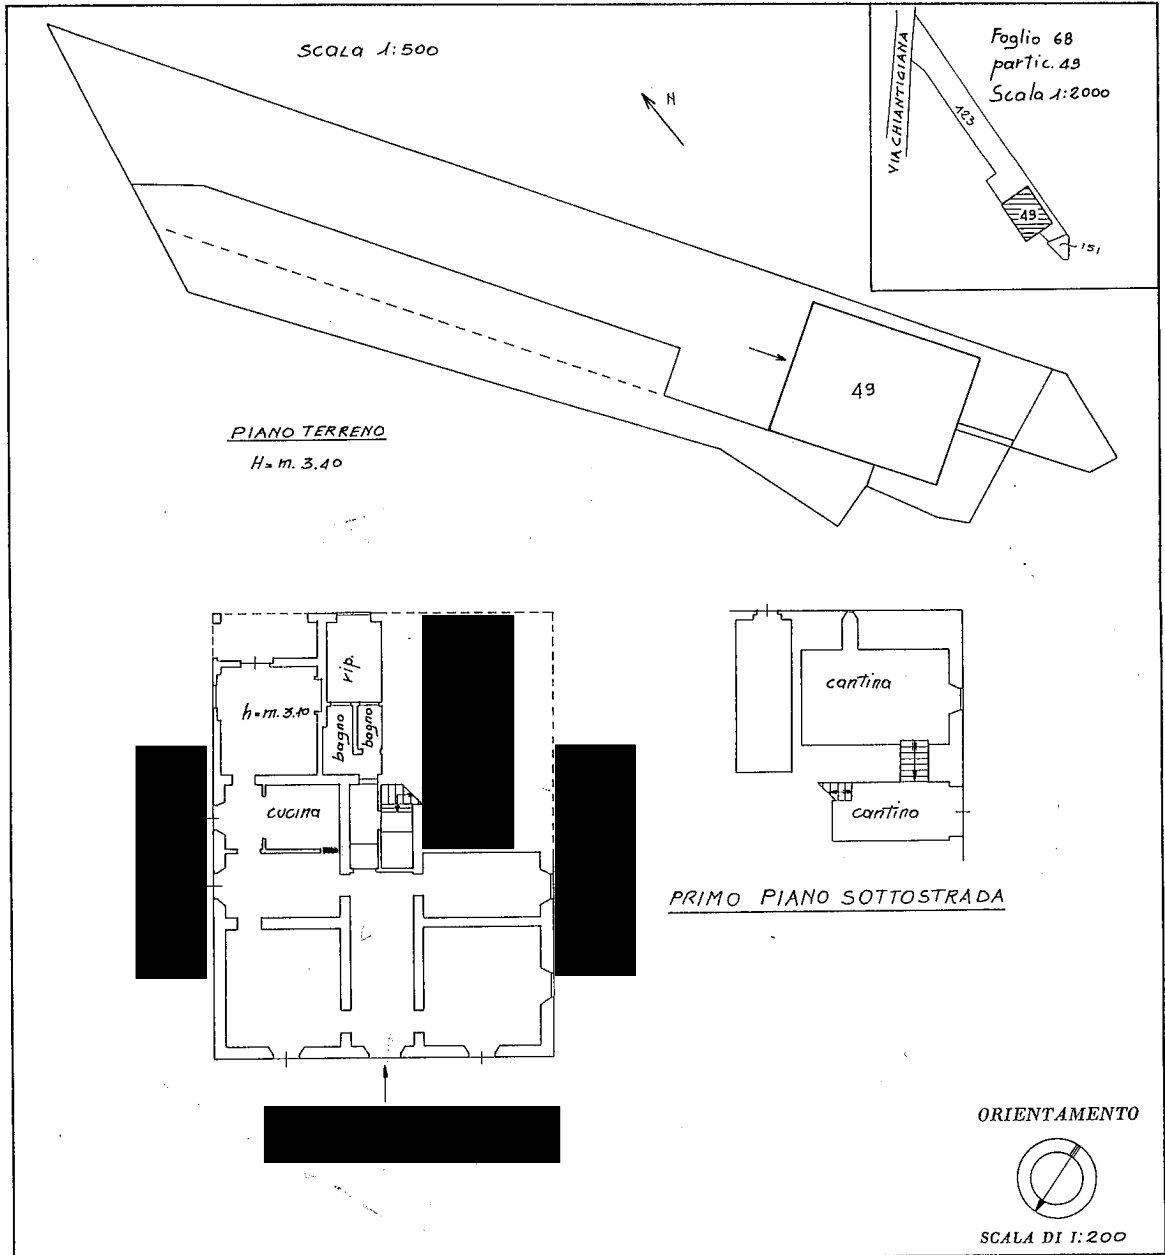 SCALA 1:500
N
Foglio 68
partic. 49
Scala 1:2000
VIA CHIANTIGIANA
123
49
151
49
PIANO TERRENO
H=m. 3.40
rip.
h=m. 3.10
bagno
bagno
cucina
cantina
cantina
PRIMO PIANO SOTTOSTRADA
ORIENTAMENTO
SCALA DI 1:200